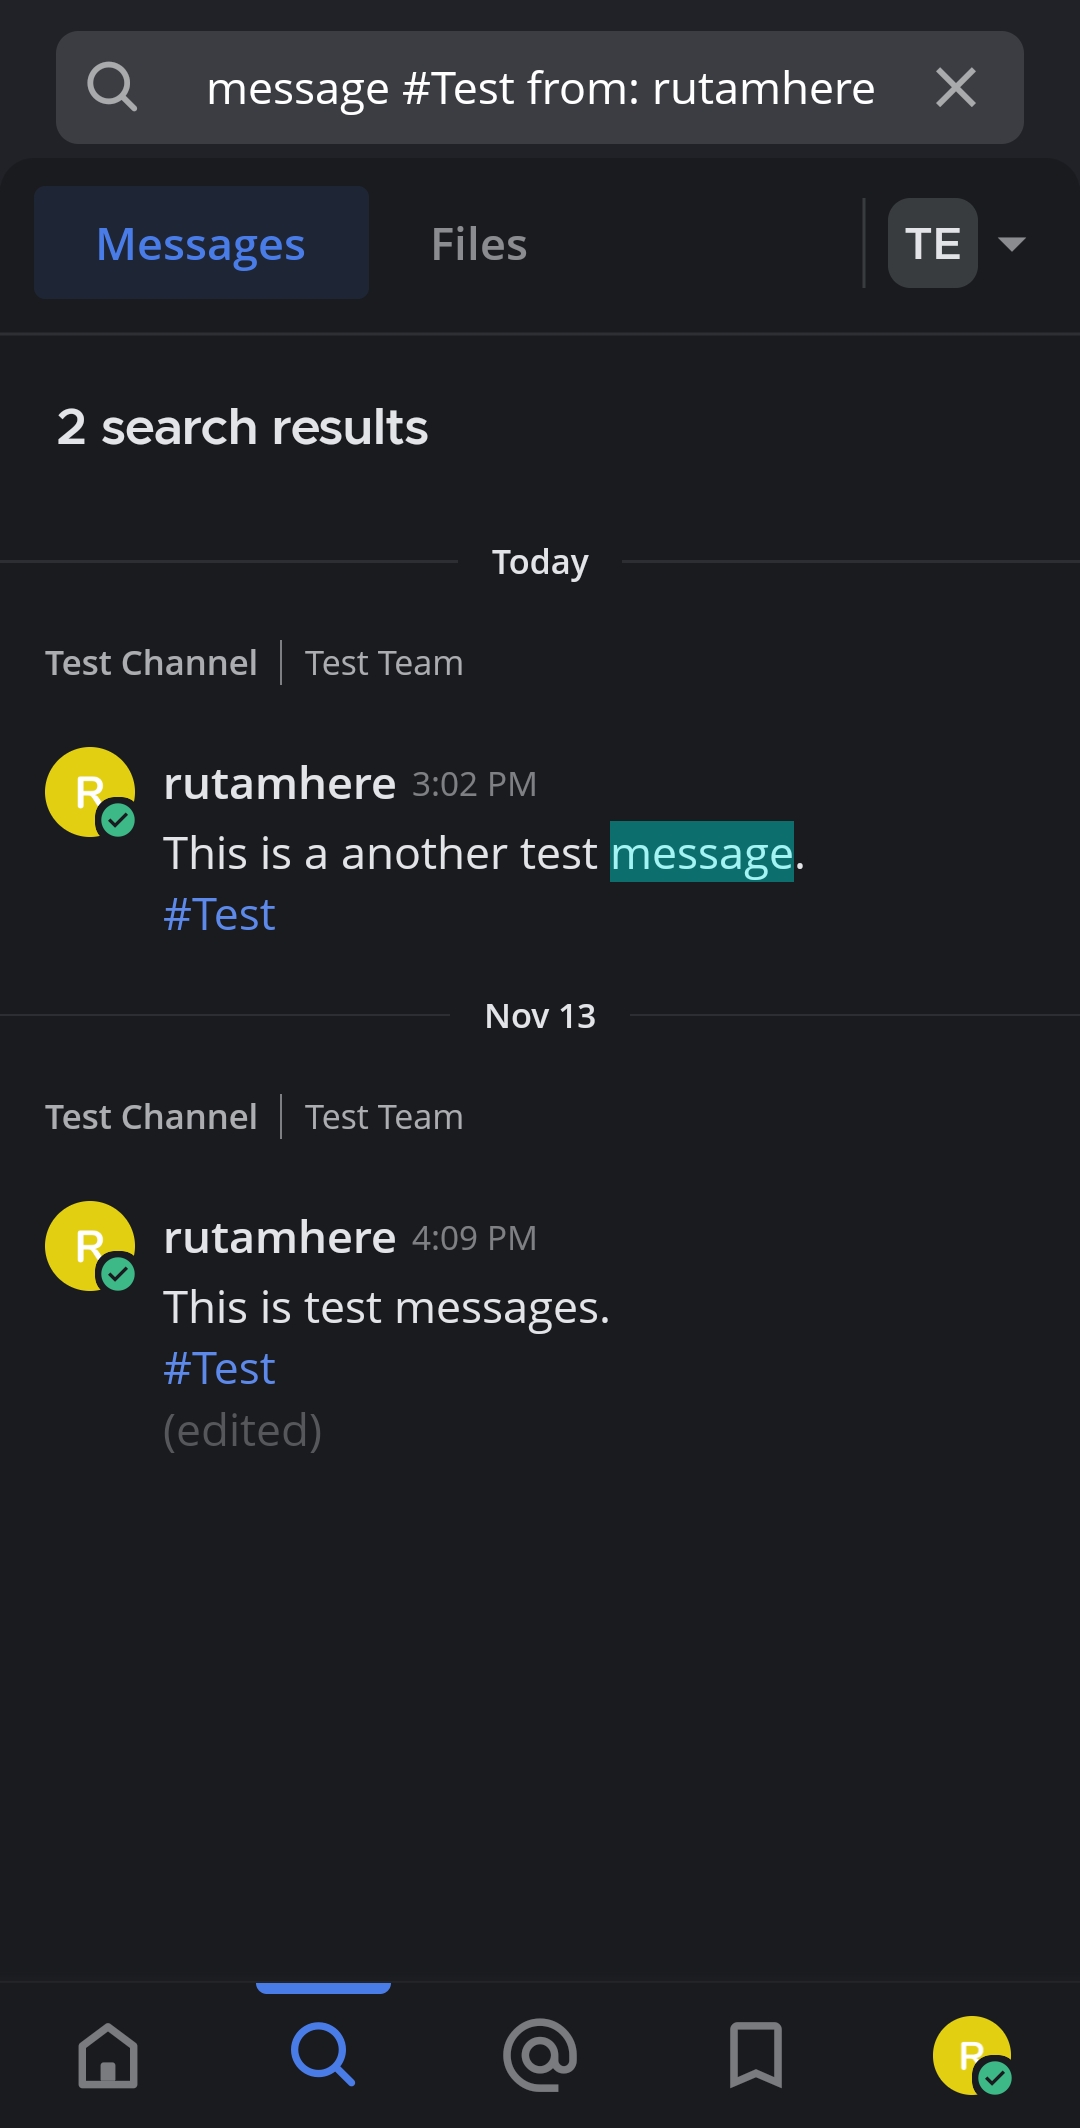 message #Test from: rutamhere
Messages
Files
TE
2 search results
Today
Test Channel
Test Team
R
rutamhere 3:02 PM
This is a another test message.
#Test
Nov 13
Test Channel
Test Team
R
rutamhere 4:09 PM
This is test messages.
#Test
(edited)
R